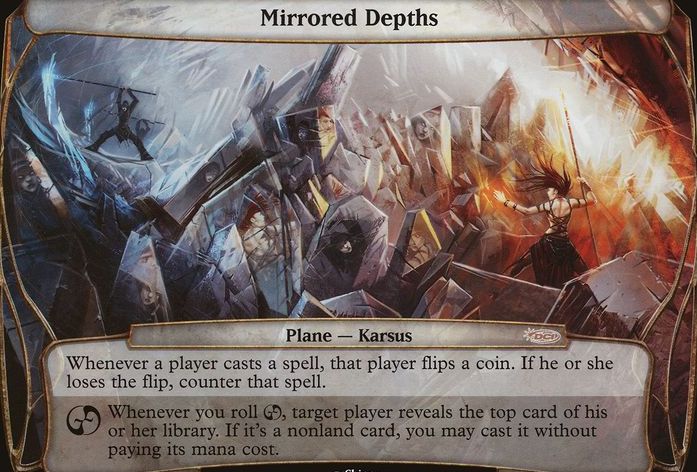 Mirrored Depths
Plane — Karsus
DCI
Whenever a player casts a spell, that player flips a coin. If he or she
loses the flip, counter that spell.
Whenever you roll , target player reveals the top card of his
or her library. If it's a nonland card, you may cast it without
paying its mana cost.